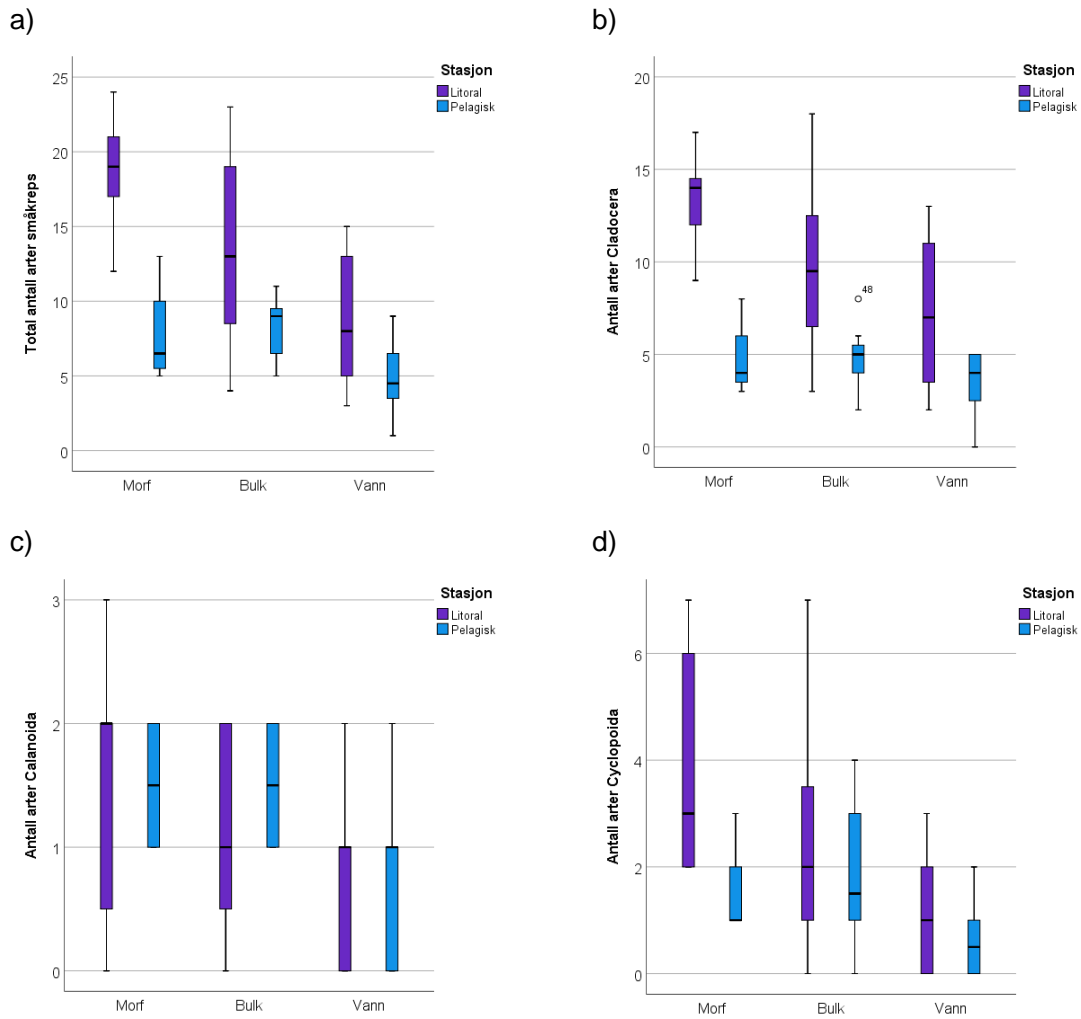 a)
Stasjon
Litoral
Pelagisk
Total antall arter småkreps
25
20
15
10
5
0
Morf Bulk Vann
b)
Stasjon
Litoral
Pelagisk
Antall arter Cladocera
20
15
10
5
0
48
Morf Bulk Vann
c)
Stasjon
Litoral
Pelagisk
Antall arter Calanoida
3
2
1
0
Morf Bulk Vann
d)
Stasjon
Litoral
Pelagisk
Antall arter Cyclopoida
6
4
2
0
Morf Bulk Vann